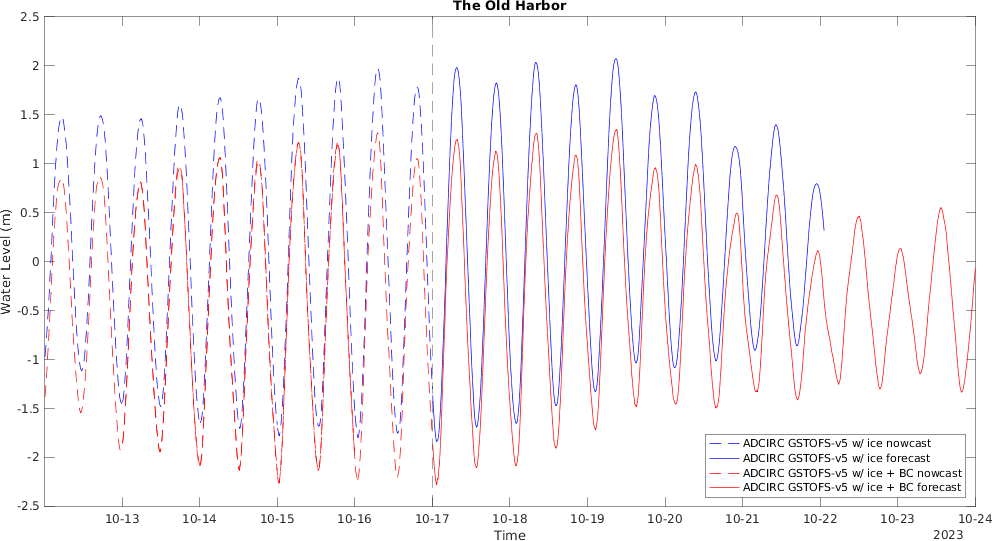 The Old Harbor
2.5
2
1.5
1
0.5
0
-0.5
-1
-1.5
-2
-2.5
Water Level (m)
ADCIRC GSTOFS-v5 w/ ice nowcast
ADCIRC GSTOFS-v5 w/ ice forecast
ADCIRC GSTOFS-v5 w/ ice + BC nowcast
ADCIRC GSTOFS-v5 w/ ice + BC forecast
10-13 10-14 10-15 10-16 10-17 10-18 10-19 10-20 10-21 10-22 10-23 10-24
Time
2023